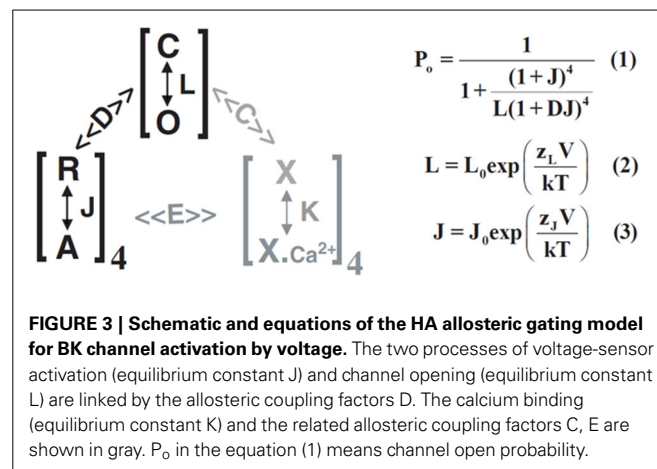 [C L O]
<<D>>
<<C>>
[R J A]4
<<E>>
[X K X.Ca2+]4
Po = 1 / (1 + (1+J)^4 / L(1+DJ)^4) (1)
L = L0exp(zLV / kT) (2)
J = J0exp(zJV / kT) (3)
FIGURE 3 | Schematic and equations of the HA allosteric gating model
for BK channel activation by voltage. The two processes of voltage-sensor
activation (equilibrium constant J) and channel opening (equilibrium constant
L) are linked by the allosteric coupling factors D. The calcium binding
(equilibrium constant K) and the related allosteric coupling factors C, E are
shown in gray. Po in the equation (1) means channel open probability.